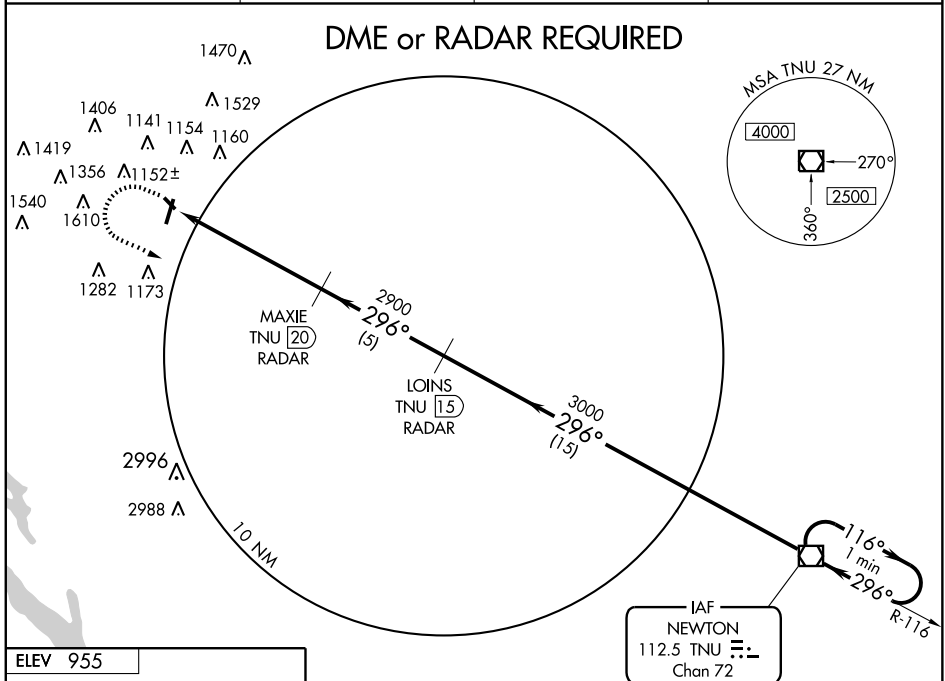 DME or RADAR REQUIRED
1470
1529
1406
1141
1154
1160
1419
1356
1152±
1540
1610
1282
1173
MSA TNU 27 NM
4000
270°
2500
360°
MAXIE
TNU 20 D
RADAR
2900
296°
(5)
LOINS
TNU 15 D
RADAR
3000
296°
(15)
2996
2988
10 NM
116°
1 min
296°
R-116
IAF
NEWTON
112.5 TNU
Chan 72
ELEV 955